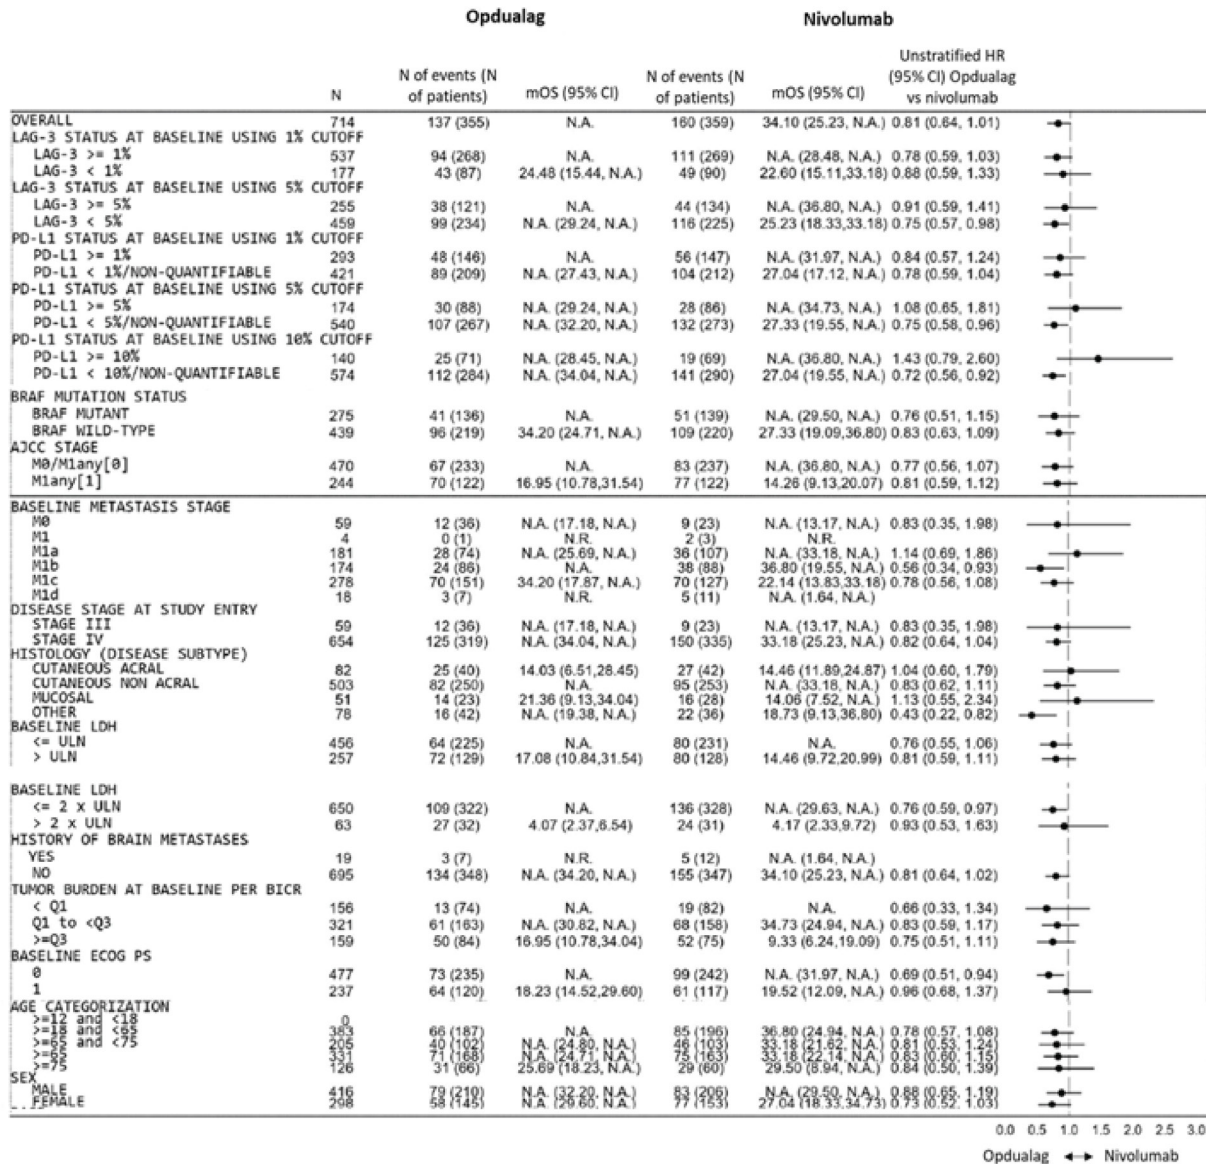 Opdualag Nivolumab
Unstratified HR
N of events (N N of events (N (95% CI) Opdualag
N of patients) mOS (95% CI) of patients) mOS (95% CI) vs nivolumab
OVERALL 714 137 (355) N.A. 160 (359) 34.10 (25.23, N.A.) 0.81 (0.64, 1.01)
LAG-3 STATUS AT BASELINE USING 1% CUTOFF
LAG-3 >= 1% 537 94 (268) N.A. 111 (269) N.A. (28.48, N.A.) 0.78 (0.59, 1.03)
LAG-3 < 1% 177 43 (87) 24.48 (15.44, N.A.) 49 (90) 22.60 (15.11,33.18) 0.88 (0.59, 1.33)
LAG-3 STATUS AT BASELINE USING 5% CUTOFF
LAG-3 >= 5% 255 38 (121) N.A. 44 (134) N.A. (36.80, N.A.) 0.91 (0.59, 1.41)
LAG-3 < 5% 459 99 (234) N.A. (29.24, N.A.) 116 (225) 25.23 (18.33,33.18) 0.75 (0.57, 0.98)
PD-L1 STATUS AT BASELINE USING 1% CUTOFF
PD-L1 >= 1% 293 48 (146) N.A. 56 (147) N.A. (31.97, N.A.) 0.84 (0.57, 1.24)
PD-L1 < 1%/NON-QUANTIFIABLE 421 89 (209) N.A. (27.43, N.A.) 104 (212) 27.04 (17.12, N.A.) 0.78 (0.59, 1.04)
PD-L1 STATUS AT BASELINE USING 5% CUTOFF
PD-L1 >= 5% 174 30 (88) N.A. (29.24, N.A.) 28 (86) N.A. (34.73, N.A.) 1.08 (0.65, 1.81)
PD-L1 < 5%/NON-QUANTIFIABLE 540 107 (267) N.A. (32.20, N.A.) 132 (273) 27.33 (19.55, N.A.) 0.75 (0.58, 0.96)
PD-L1 STATUS AT BASELINE USING 10% CUTOFF
PD-L1 >= 10% 140 25 (71) N.A. (28.45, N.A.) 19 (69) N.A. (36.80, N.A.) 1.43 (0.79, 2.60)
PD-L1 < 10%/NON-QUANTIFIABLE 574 112 (284) N.A. (34.04, N.A.) 141 (290) 27.04 (19.55, N.A.) 0.72 (0.56, 0.92)
BRAF MUTATION STATUS
BRAF MUTANT 275 41 (136) N.A. 51 (139) N.A. (29.50, N.A.) 0.76 (0.51, 1.15)
BRAF WILD-TYPE 439 96 (219) 34.20 (24.71, N.A.) 109 (220) 27.33 (19.09,36.80) 0.83 (0.63, 1.09)
AJCC STAGE
M0/M1any[0] 470 67 (233) N.A. 83 (237) N.A. (36.80, N.A.) 0.77 (0.56, 1.07)
M1any[1] 244 70 (122) 16.95 (10.78,31.54) 77 (122) 14.26 (9.13,20.07) 0.81 (0.59, 1.12)
BASELINE METASTASIS STAGE
M0 59 12 (36) N.A. (17.18, N.A.) 9 (23) N.A. (13.17, N.A.) 0.83 (0.35, 1.98)
M1 4 0 (1) N.R. 2 (3) N.R.
M1a 181 28 (74) N.A. (25.69, N.A.) 36 (107) N.A. (33.18, N.A.) 1.14 (0.69, 1.86)
M1b 174 24 (86) N.A. 38 (88) 36.80 (19.55, N.A.) 0.56 (0.34, 0.93)
M1c 278 70 (151) 34.20 (17.87, N.A.) 70 (127) 22.14 (13.83,33.18) 0.78 (0.56, 1.08)
M1d 18 3 (7) N.R. 5 (11) N.A. (1.64, N.A.)
DISEASE STAGE AT STUDY ENTRY
STAGE III 59 12 (36) N.A. (17.18, N.A.) 9 (23) N.A. (13.17, N.A.) 0.83 (0.35, 1.98)
STAGE IV 654 125 (319) N.A. (34.04, N.A.) 150 (335) 33.18 (25.23, N.A.) 0.82 (0.64, 1.04)
HISTOLOGY (DISEASE SUBTYPE)
CUTANEOUS ACRAL 82 25 (40) 14.03 (6.51,28.45) 27 (42) 14.46 (11.89,24.87) 1.04 (0.60, 1.79)
CUTANEOUS NON ACRAL 503 82 (250) N.A. 95 (253) N.A. (33.18, N.A.) 0.83 (0.62, 1.11)
MUCOSAL 51 14 (23) 21.36 (9.13,34.04) 16 (28) 14.06 (7.52, N.A.) 1.13 (0.55, 2.34)
OTHER 78 16 (42) N.A. (19.38, N.A.) 22 (36) 18.73 (9.13,36.80) 0.43 (0.22, 0.82)
BASELINE LDH
<= ULN 456 64 (225) N.A. 80 (231) N.A. 0.76 (0.55, 1.06)
> ULN 257 72 (129) 17.08 (10.84,31.54) 80 (128) 14.46 (9.72,20.99) 0.81 (0.59, 1.11)
BASELINE LDH
<= 2 x ULN 650 109 (322) N.A. 136 (328) N.A. (29.63, N.A.) 0.76 (0.59, 0.97)
> 2 x ULN 63 27 (32) 4.07 (2.37,6.54) 24 (31) 4.17 (2.33,9.72) 0.93 (0.53, 1.63)
HISTORY OF BRAIN METASTASES
YES 19 3 (7) N.R. 5 (12) N.A. (1.64, N.A.)
NO 695 134 (348) N.A. (34.20, N.A.) 155 (347) 34.10 (25.23, N.A.) 0.81 (0.64, 1.02)
TUMOR BURDEN AT BASELINE PER BICR
< Q1 156 13 (74) N.A. 19 (82) N.A. 0.66 (0.33, 1.34)
Q1 to <Q3 321 61 (163) N.A. (30.82, N.A.) 68 (158) 34.73 (24.94, N.A.) 0.83 (0.59, 1.17)
>=Q3 159 50 (84) 16.95 (10.78,34.04) 52 (75) 9.33 (6.24,19.09) 0.75 (0.51, 1.11)
BASELINE ECOG PS
0 477 73 (235) N.A. 99 (242) N.A. (31.97, N.A.) 0.69 (0.51, 0.94)
1 237 64 (120) 18.23 (14.52,29.60) 61 (117) 19.52 (12.09, N.A.) 0.96 (0.68, 1.37)
AGE CATEGORIZATION
>=12 and <18 0
>=18 and <65 383 66 (187) N.A. 85 (196) 36.80 (24.94, N.A.) 0.78 (0.57, 1.08)
>=65 and <75 205 40 (102) N.A. (24.80, N.A.) 46 (103) 33.18 (21.62, N.A.) 0.81 (0.53, 1.24)
>=65 331 71 (168) N.A. (24.71, N.A.) 75 (163) 33.18 (22.14, N.A.) 0.83 (0.60, 1.15)
>=75 126 31 (66) 25.69 (18.23, N.A.) 29 (60) 29.50 (8.94, N.A.) 0.84 (0.50, 1.39)
SEX
MALE 416 79 (210) N.A. (32.20, N.A.) 83 (206) N.A. (29.50, N.A.) 0.88 (0.65, 1.19)
FEMALE 298 58 (145) N.A. (29.60, N.A.) 77 (153) 27.04 (18.33,34.73) 0.73 (0.52, 1.03)
0.0 0.5 1.0 1.5 2.0 2.5 3.0
Opdualag Nivolumab